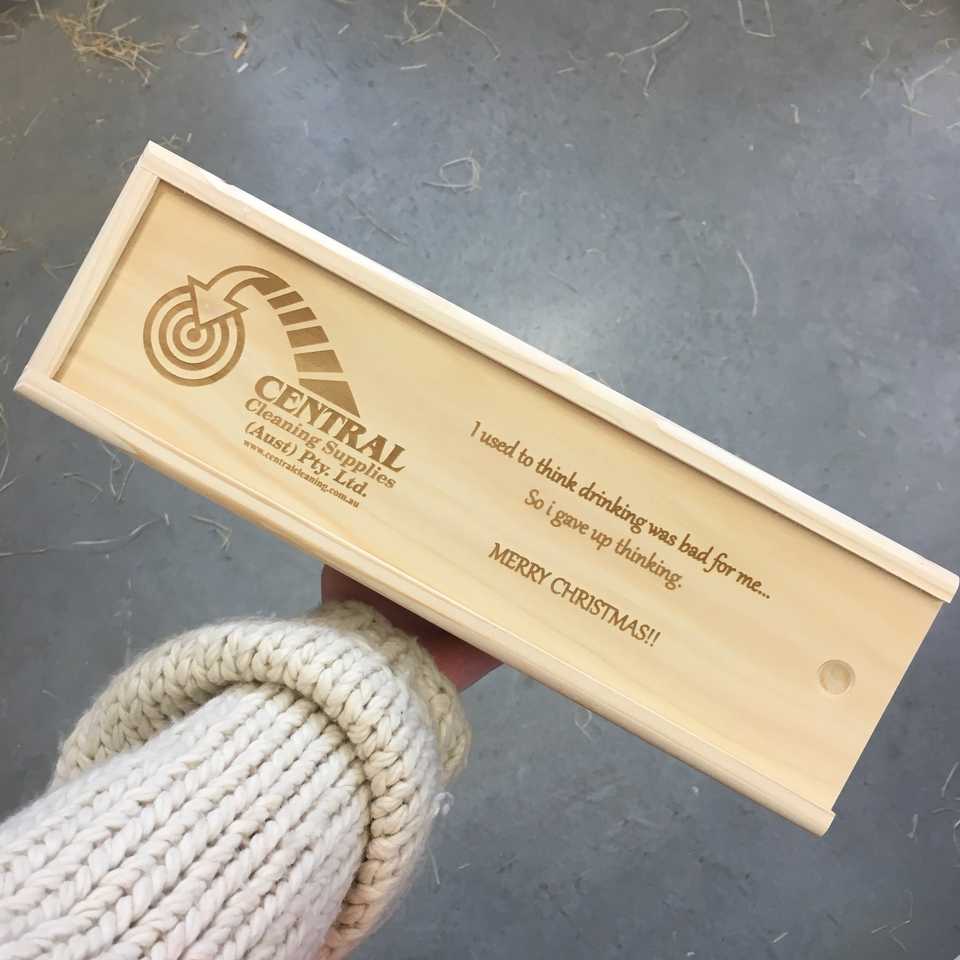 CENTRAL
Cleaning Supplies
(Aust) Pty. Ltd.
www.centralcleaning.com.au
I used to think drinking was bad for me...
So i gave up thinking.
MERRY CHRISTMAS!!